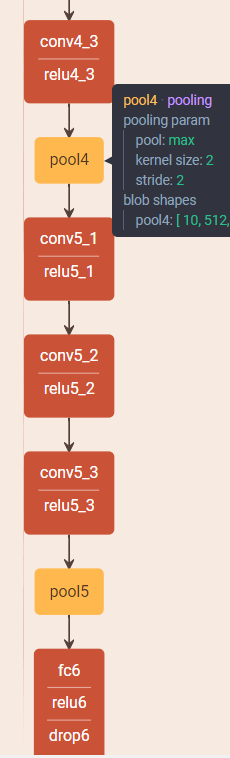 conv4_3
relu4_3
pool4
pool4 · pooling
pooling param
pool: max
kernel size: 2
stride: 2
blob shapes
pool4: [ 10, 512,
conv5_1
relu5_1
conv5_2
relu5_2
conv5_3
relu5_3
pool5
fc6
relu6
drop6